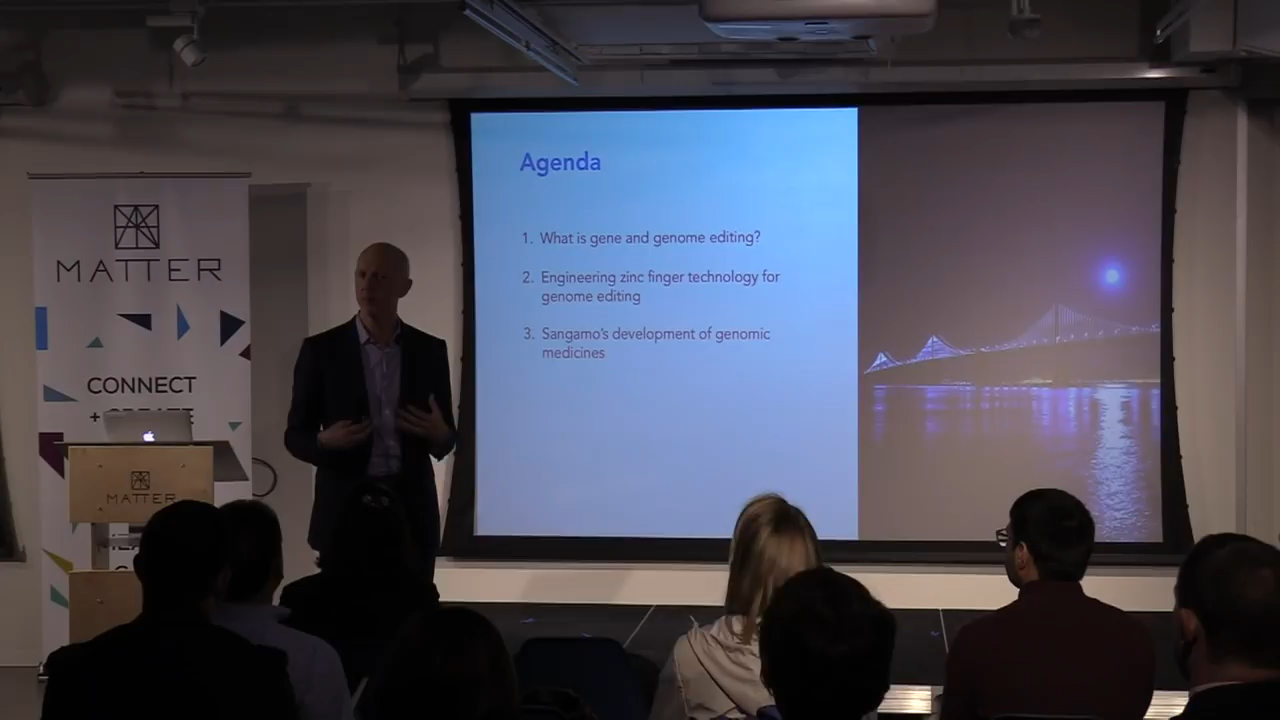 MATTER
CONNECT
+ CREATE
MATTER
Agenda
1. What is gene and genome editing?
2. Engineering zinc finger technology for
genome editing
3. Sangamo's development of genomic
medicines